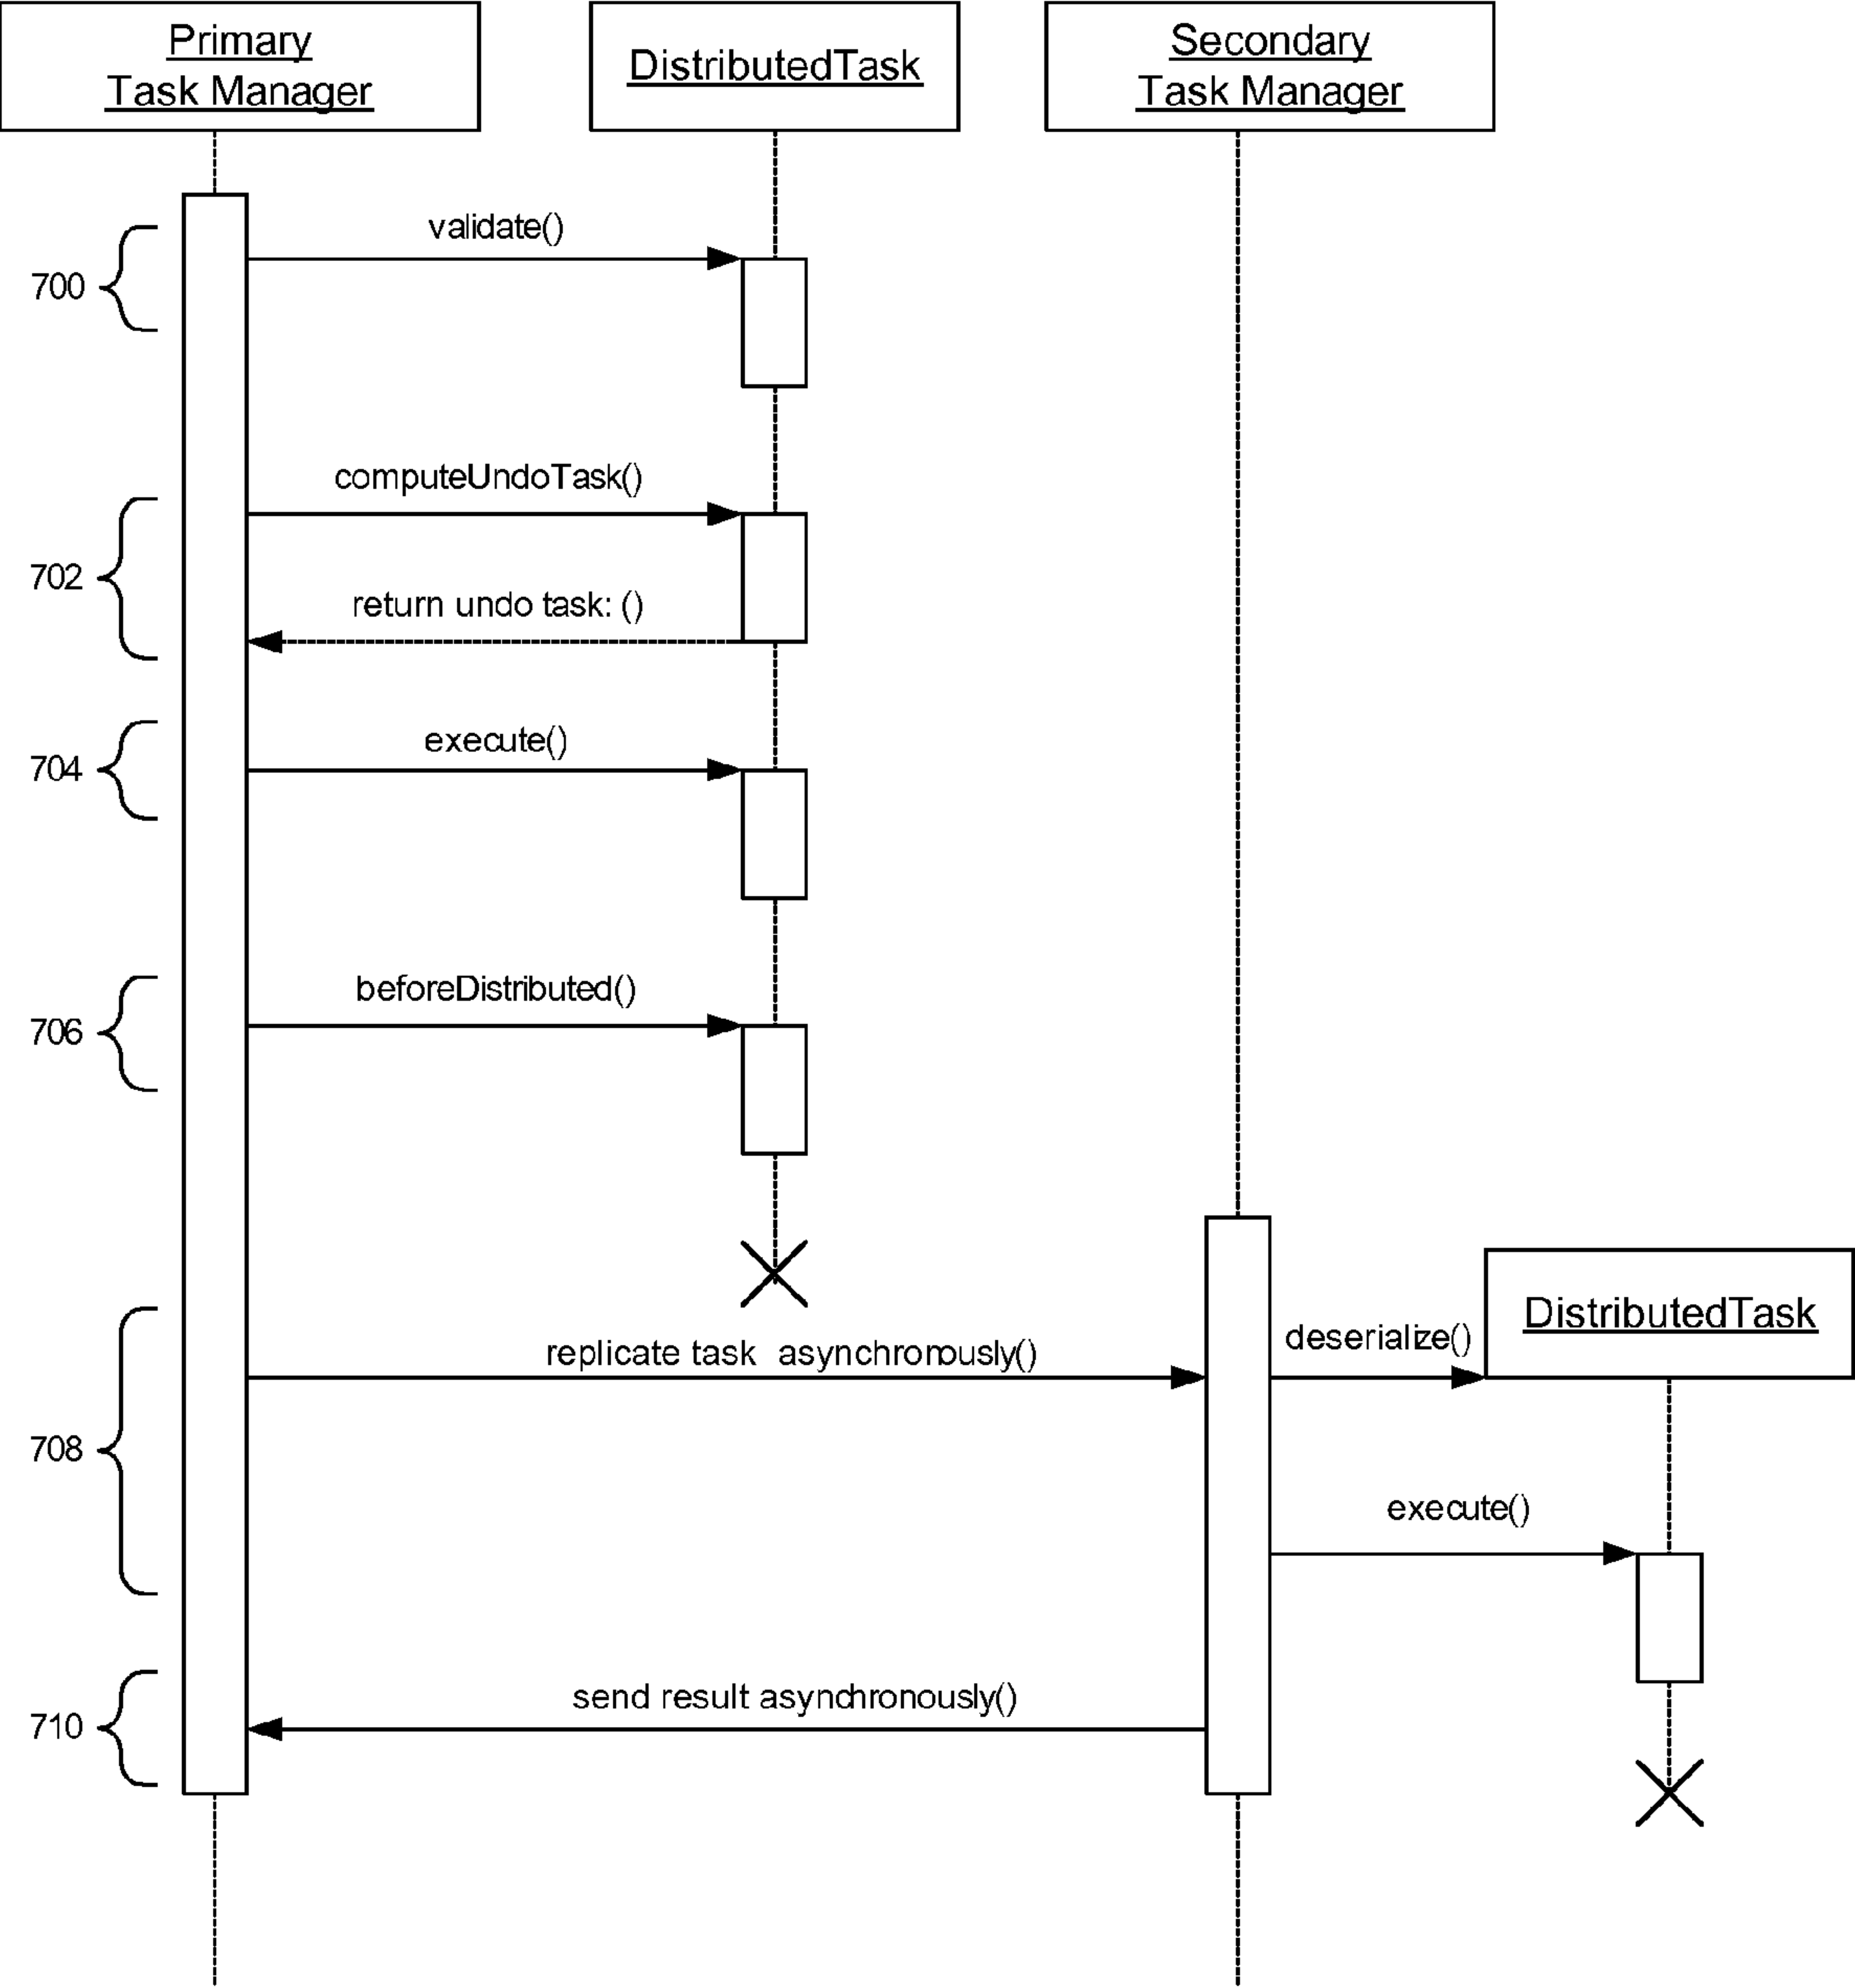 Primary
Task Manager
DistributedTask
Secondary
Task Manager
validate()
700
computeUndoTask()
702
return undo task: ()
execute()
704
beforeDistributed()
706
DistributedTask
deserialize()
replicate task asynchronously()
708
execute()
send result asynchronously()
710